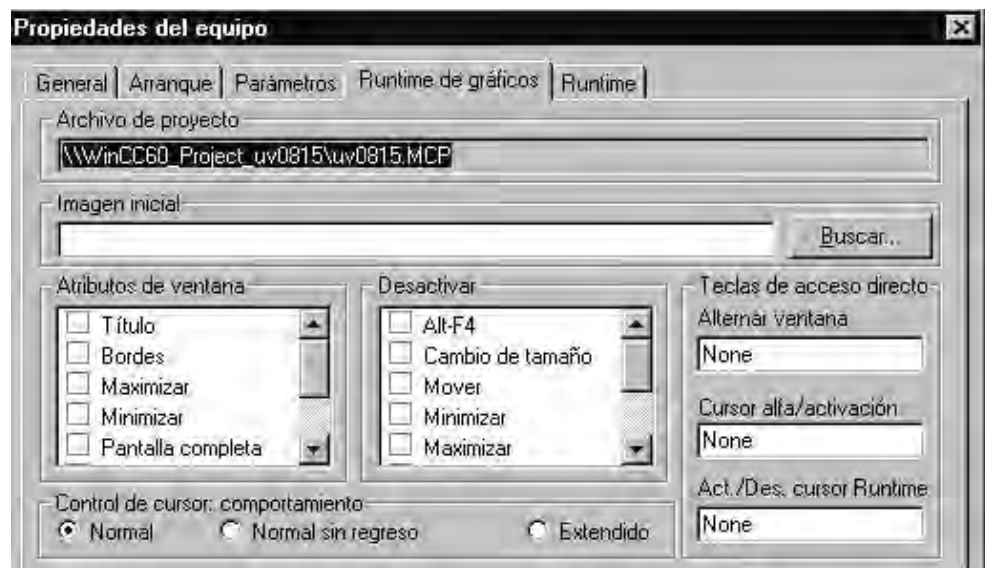 Propiedades del equipo
General Arranque Parámetros Runtime de gráficos Runtime
Archivo de proyecto
\\WinCC60_Project_uv0815\uv0815.MCP
Imagen inicial
Buscar...
Atributos de ventana
Título
Bordes
Maximizar
Minimizar
Pantalla completa
Desactivar
Alt-F4
Cambio de tamaño
Mover
Minimizar
Maximizar
Teclas de acceso directo
Alternar ventana
None
Cursor alfa/activación
None
Act./Des. cursor Runtime
None
Control de cursor: comportamiento
Normal Normal sin regreso Extendido